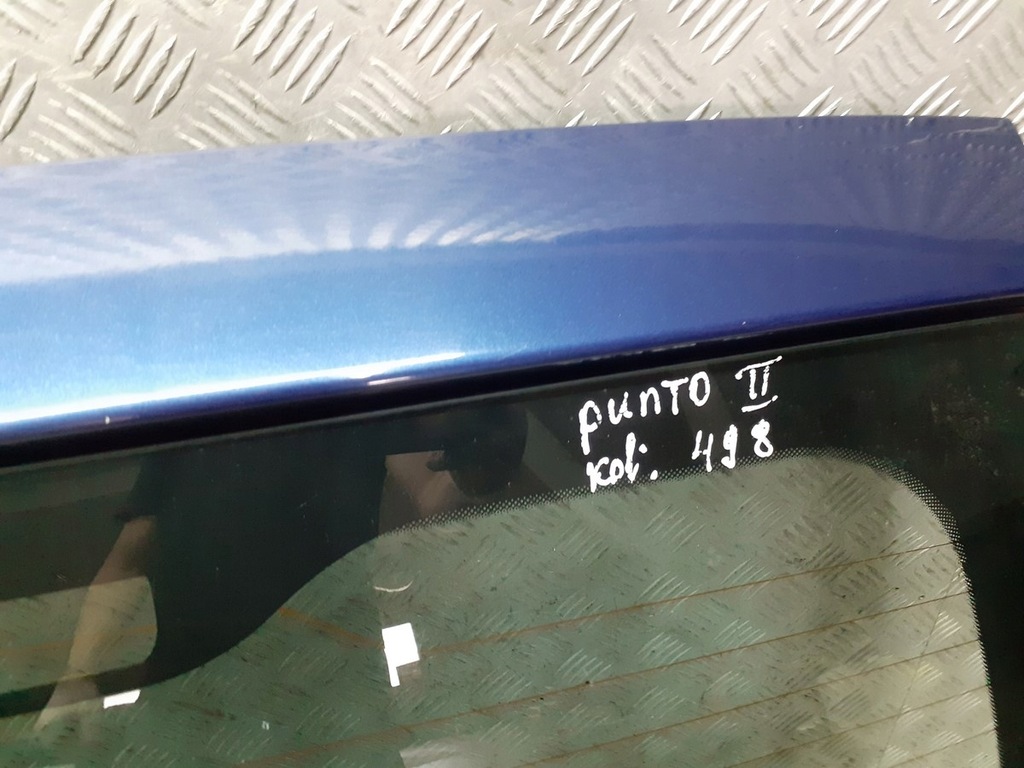 punto II
kol. 498